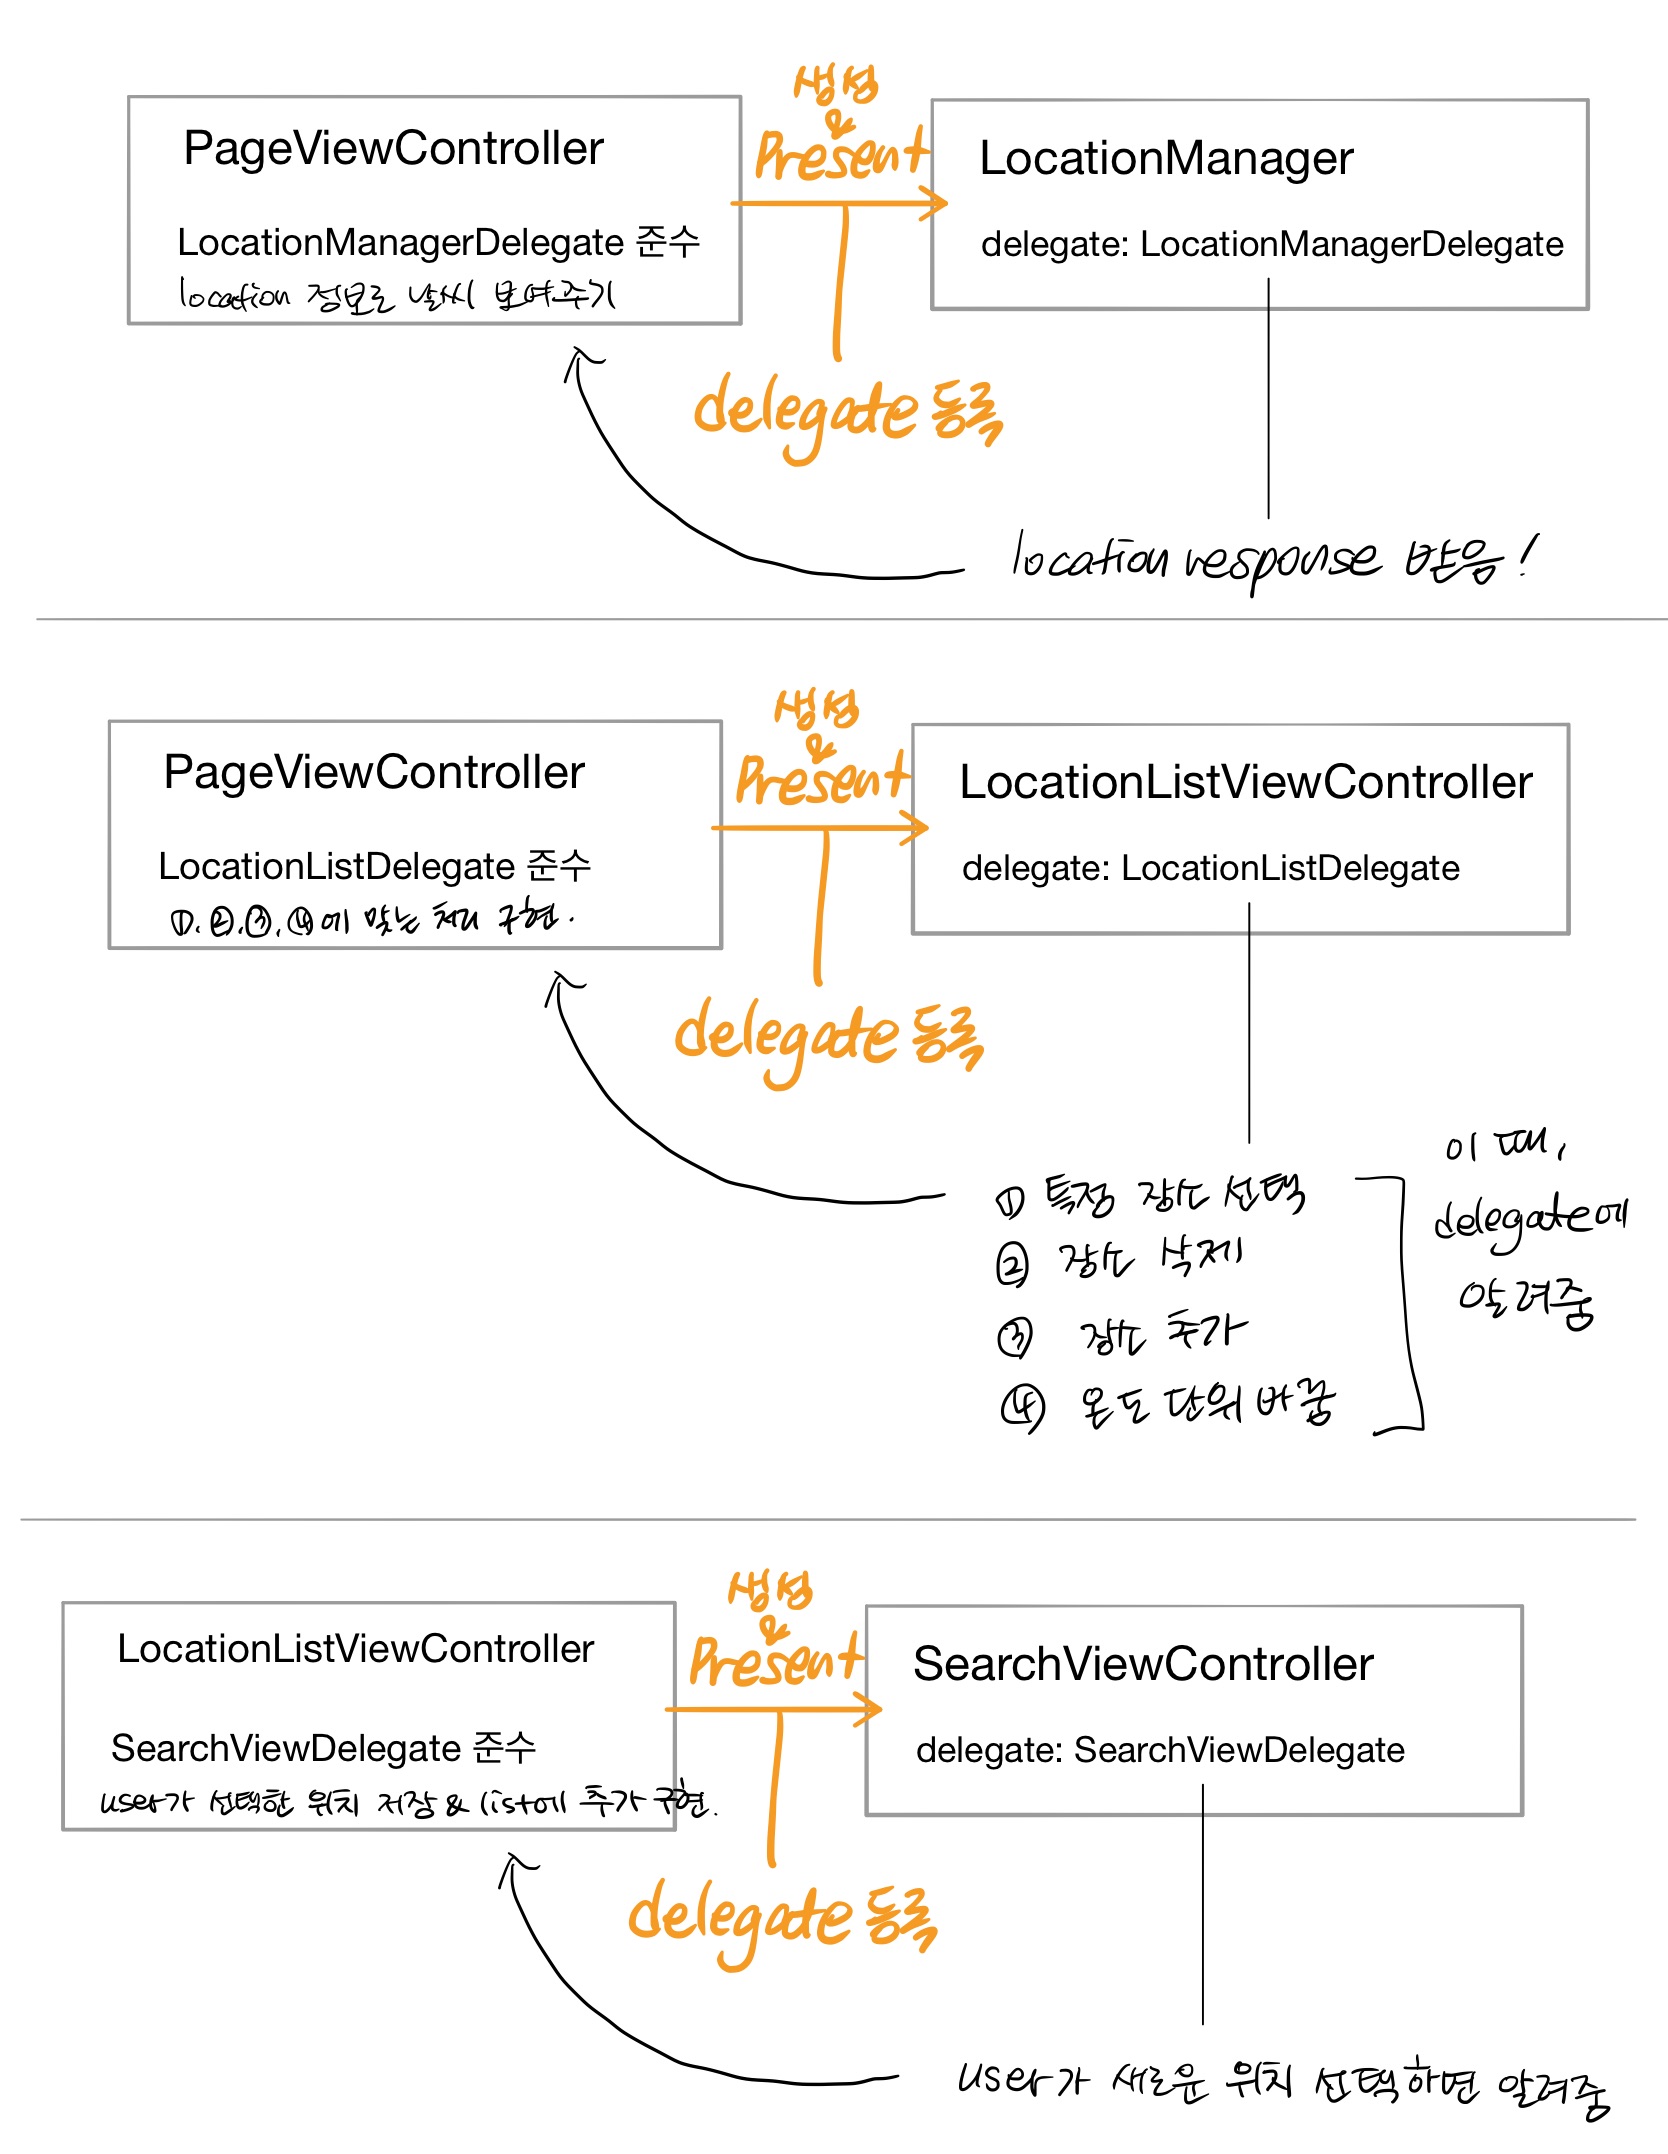 생성
&
Present
PageViewController
LocationManager
LocationManagerDelegate 준수
delegate: LocationManagerDelegate
location 정보로 날씨 보여주기
delegate 등록
location response 받음!
생성
&
Present
PageViewController
LocationListViewController
LocationListDelegate 준수
delegate: LocationListDelegate
①.②.③.④에 맞는 처리 구현.
delegate 등록
① 특정 장소 선택
② 장소 삭제
③ 장소 추가
④ 온도 단위 바꿈
이 때,
delegate에
알려줌
생성
&
Present
LocationListViewController
SearchViewController
SearchViewDelegate 준수
delegate: SearchViewDelegate
user가 선택한 위치 저장 & list에 추가 구현.
delegate 등록
user가 새로운 위치 선택하면 알려줌